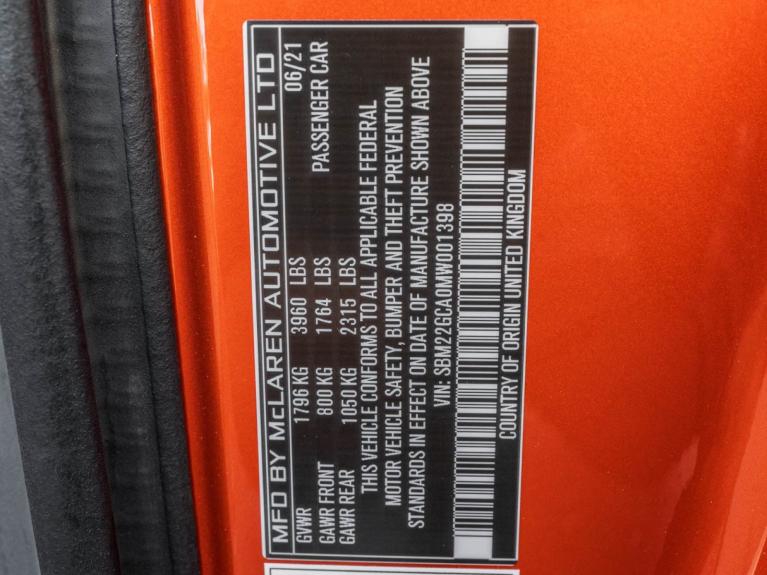 MFD BY McLAREN AUTOMOTIVE LTD
GVWR 1796 KG 3960 LBS 06/21
GAWR FRONT 800 KG 1764 LBS PASSENGER CAR
GAWR REAR 1050 KG 2315 LBS
THIS VEHICLE CONFORMS TO ALL APPLICABLE FEDERAL
MOTOR VEHICLE SAFETY, BUMPER AND THEFT PREVENTION
STANDARDS IN EFFECT ON DATE OF MANUFACTURE SHOWN ABOVE
VIN: SBM22GCA0MW001398
COUNTRY OF ORIGIN UNITED KINGDOM